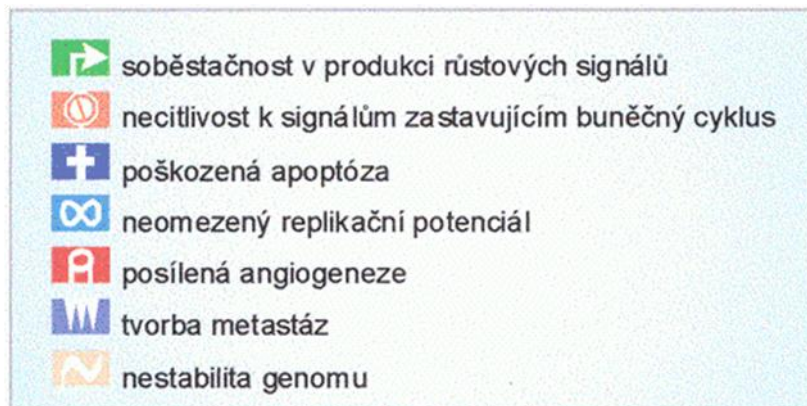 soběstačnost v produkci růstových signálů
necitlivost k signálům zastavujícím buněčný cyklus
poškozená apoptóza
neomezený replikační potenciál
posílená angiogeneze
tvorba metastáz
nestabilita genomu